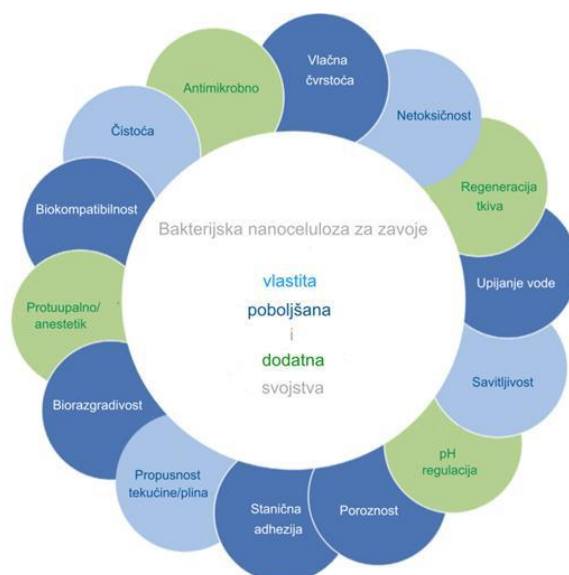 Vlačna
čvrstoća
Netoksičnost
Regeneracija
tkiva
Upijanje vode
Savitljivost
pH
regulacija
Poroznost
Stanična
adhezija
Propusnost
tekućine/plina
Biorazgradivost
Protuupalno/
anestetik
Biokompatibilnost
Čistoća
Antimikrobno
Bakterijska nanoceluloza za zavoje
vlastita
poboljšana
i
dodatna
svojstva